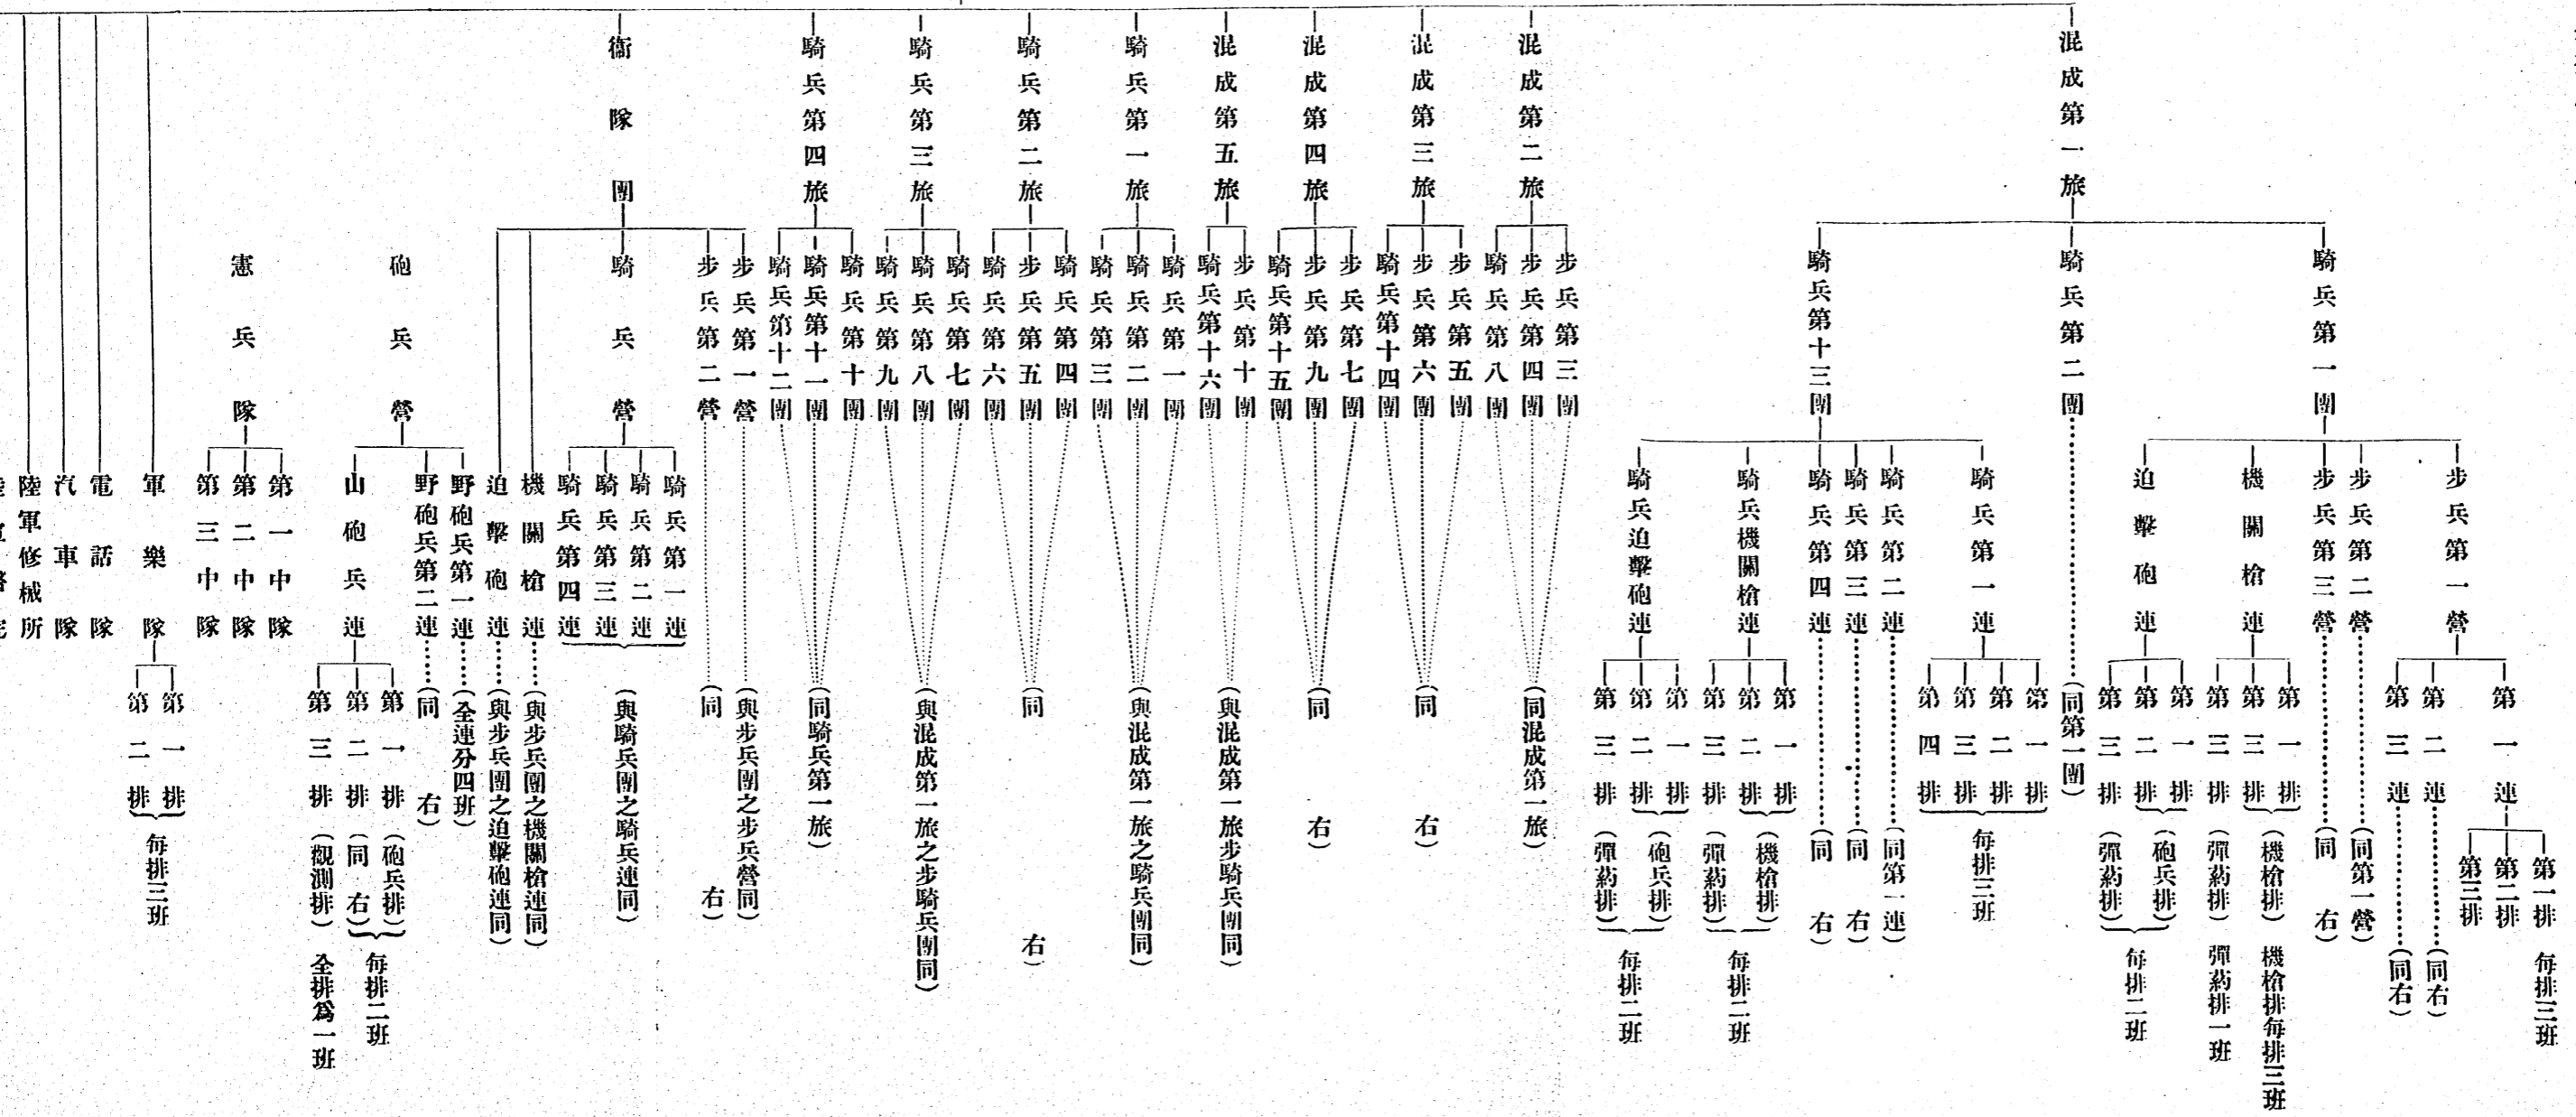 混成第一旅
騎兵第一團
步兵第一營
第一連
第一排
第二排
第三排
每排三班
第二連
(同右)
第三連
(同右)
步兵第二營
(同第一營)
步兵第三營
(同右)
機關槍連
第一排
第三排
(機槍排)
機槍排每排三班
第三排
(彈葯排)
彈葯排一班
迫擊砲連
第一排
第二排
(砲兵排)
第三排
(彈葯排)
每排二班
騎兵第二團
(同第一團)
騎兵第十三團
騎兵第一連
第一排
第二排
第三排
第四排
每排三班
騎兵第二連
(同第一連)
騎兵第三連
(同右)
騎兵第四連
(同右)
騎兵機關槍連
第一排
第二排
(機槍排)
第三排
(彈葯排)
每排二班
騎兵迫擊砲連
第一排
第二排
(砲兵排)
第三排
(彈葯排)
每排二班
混成第二旅
步兵第三團
步兵第四團
騎兵第八團
(同混成第一旅)
混成第三旅
步兵第五團
步兵第六團
騎兵第十四團
(同右)
混成第四旅
步兵第七團
步兵第九團
騎兵第十五團
(同右)
混成第五旅
步兵第十團
騎兵第十六團
(與混成第一旅步騎兵團同)
騎兵第一旅
騎兵第一團
騎兵第二團
騎兵第三團
(與混成第一旅之騎兵團同)
騎兵第二旅
騎兵第四團
步兵第五團
騎兵第六團
(同右)
騎兵第三旅
騎兵第七團
騎兵第八團
騎兵第九團
(與混成第一旅之步騎兵團同)
騎兵第四旅
騎兵第十團
騎兵第十一團
騎兵第十二團
(同騎兵第一旅)
衞隊團
步兵第一營
(與步兵團之步兵營同)
步兵第二營
(同右)
騎兵營
騎兵第一連
騎兵第二連
騎兵第三連
騎兵第四連
(與騎兵團之騎兵連同)
機關槍連
(與步兵團之機關槍連同)
迫擊砲連
(與步兵團之迫擊砲連同)
砲兵營
野砲兵第一連
(全連分四班)
野砲兵第二連
(同右)
山砲兵連
第一排
(砲兵排)
第二排
(同右)
每排二班
第三排
(觀測排)
全排爲一班
憲兵隊
第一中隊
第二中隊
第三中隊
軍樂隊
第一排
第二排
每排三班
電話隊
汽車隊
陸軍修械所